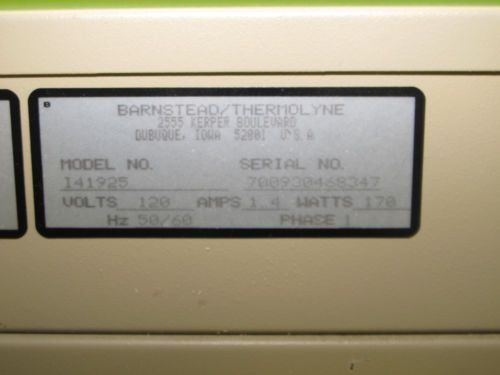 B
BARNSTEAD/THERMOLYNE
2555 KERPER BOULEVARD
DUBUQUE, IOWA 52001 U.S.A
MODEL NO. SERIAL NO.
I41925 700930468347
VOLTS 120 AMPS 1.4 WATTS 170
Hz 50/60 PHASE 1